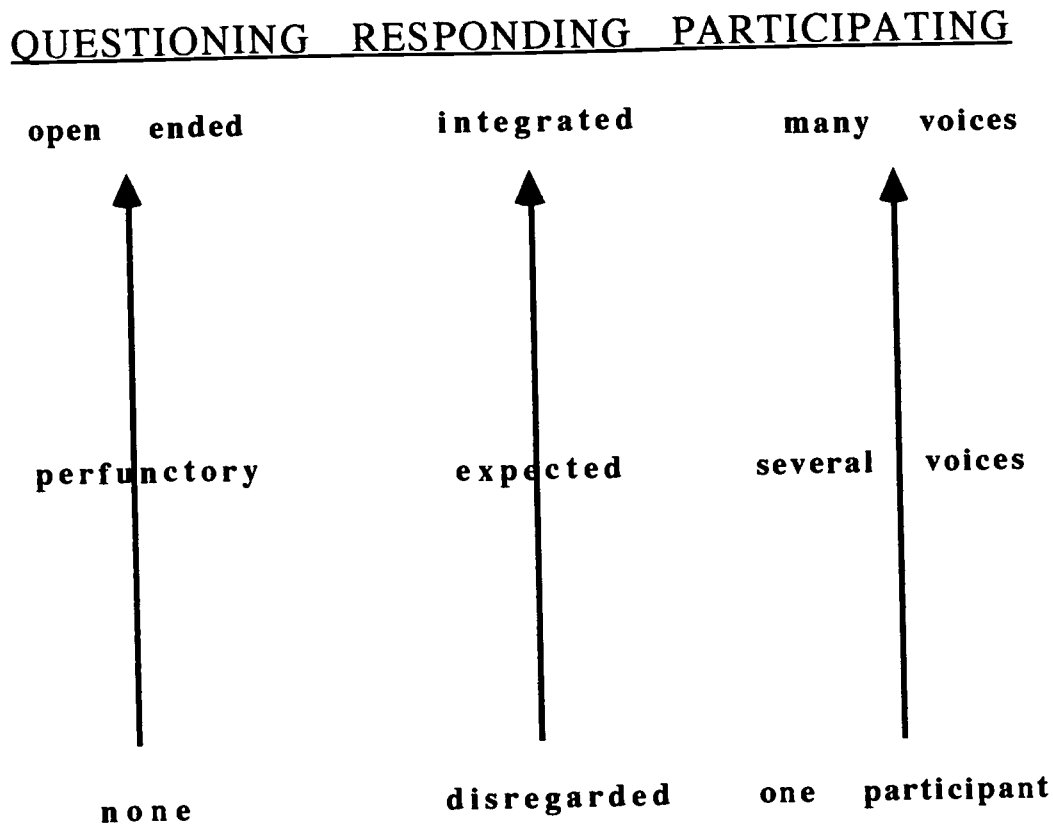 QUESTIONING RESPONDING PARTICIPATING
open ended integrated many voices
perfunctory expected several voices
none disregarded one participant